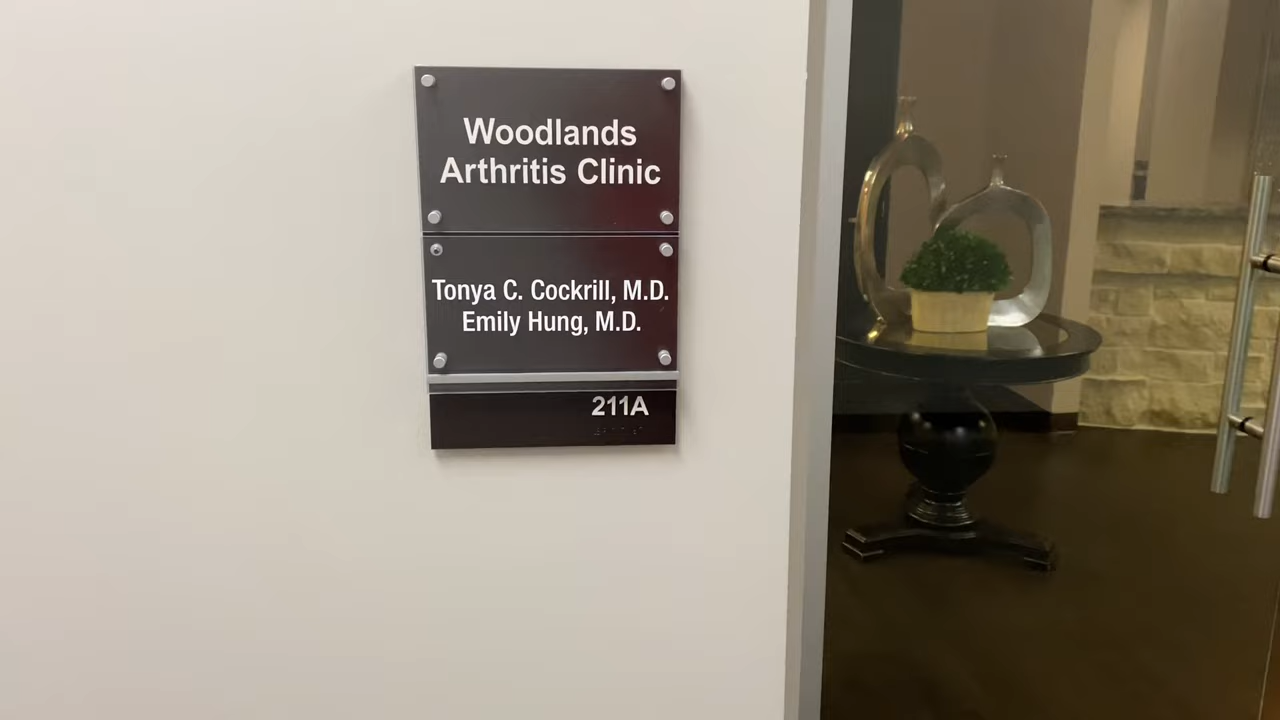 Woodlands
Arthritis Clinic
Tonya C. Cockrill, M.D.
Emily Hung, M.D.
211A